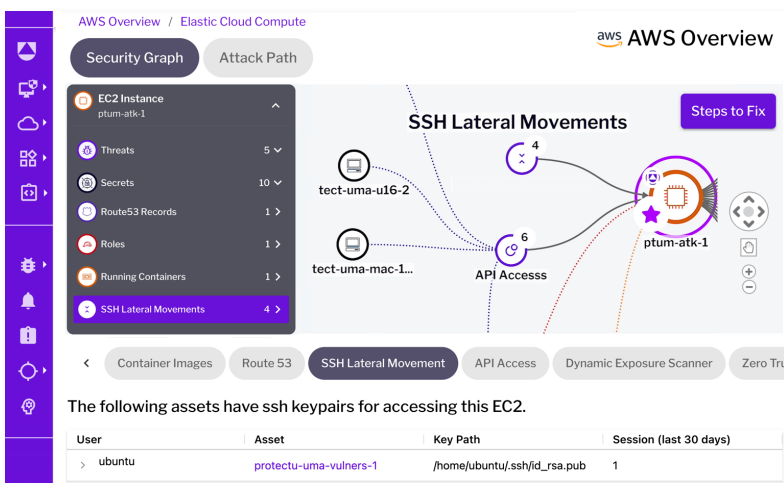 AWS Overview / Elastic Cloud Compute
aws AWS Overview
Security Graph
Attack Path
EC2 Instance
ptum-atk-1
Threats 5
Secrets 10
Route53 Records 1
Roles 1
Running Containers 1
SSH Lateral Movements 4
SSH Lateral Movements
Steps to Fix
4
tect-uma-u16-2
6
ptum-atk-1
tect-uma-mac-1...
API Accesss
Container Images
Route 53
SSH Lateral Movement
API Access
Dynamic Exposure Scanner
Zero Tru
The following assets have ssh keypairs for accessing this EC2.
User Asset Key Path Session (last 30 days)
ubuntu protectu-uma-vulners-1 /home/ubuntu/.ssh/id_rsa.pub 1